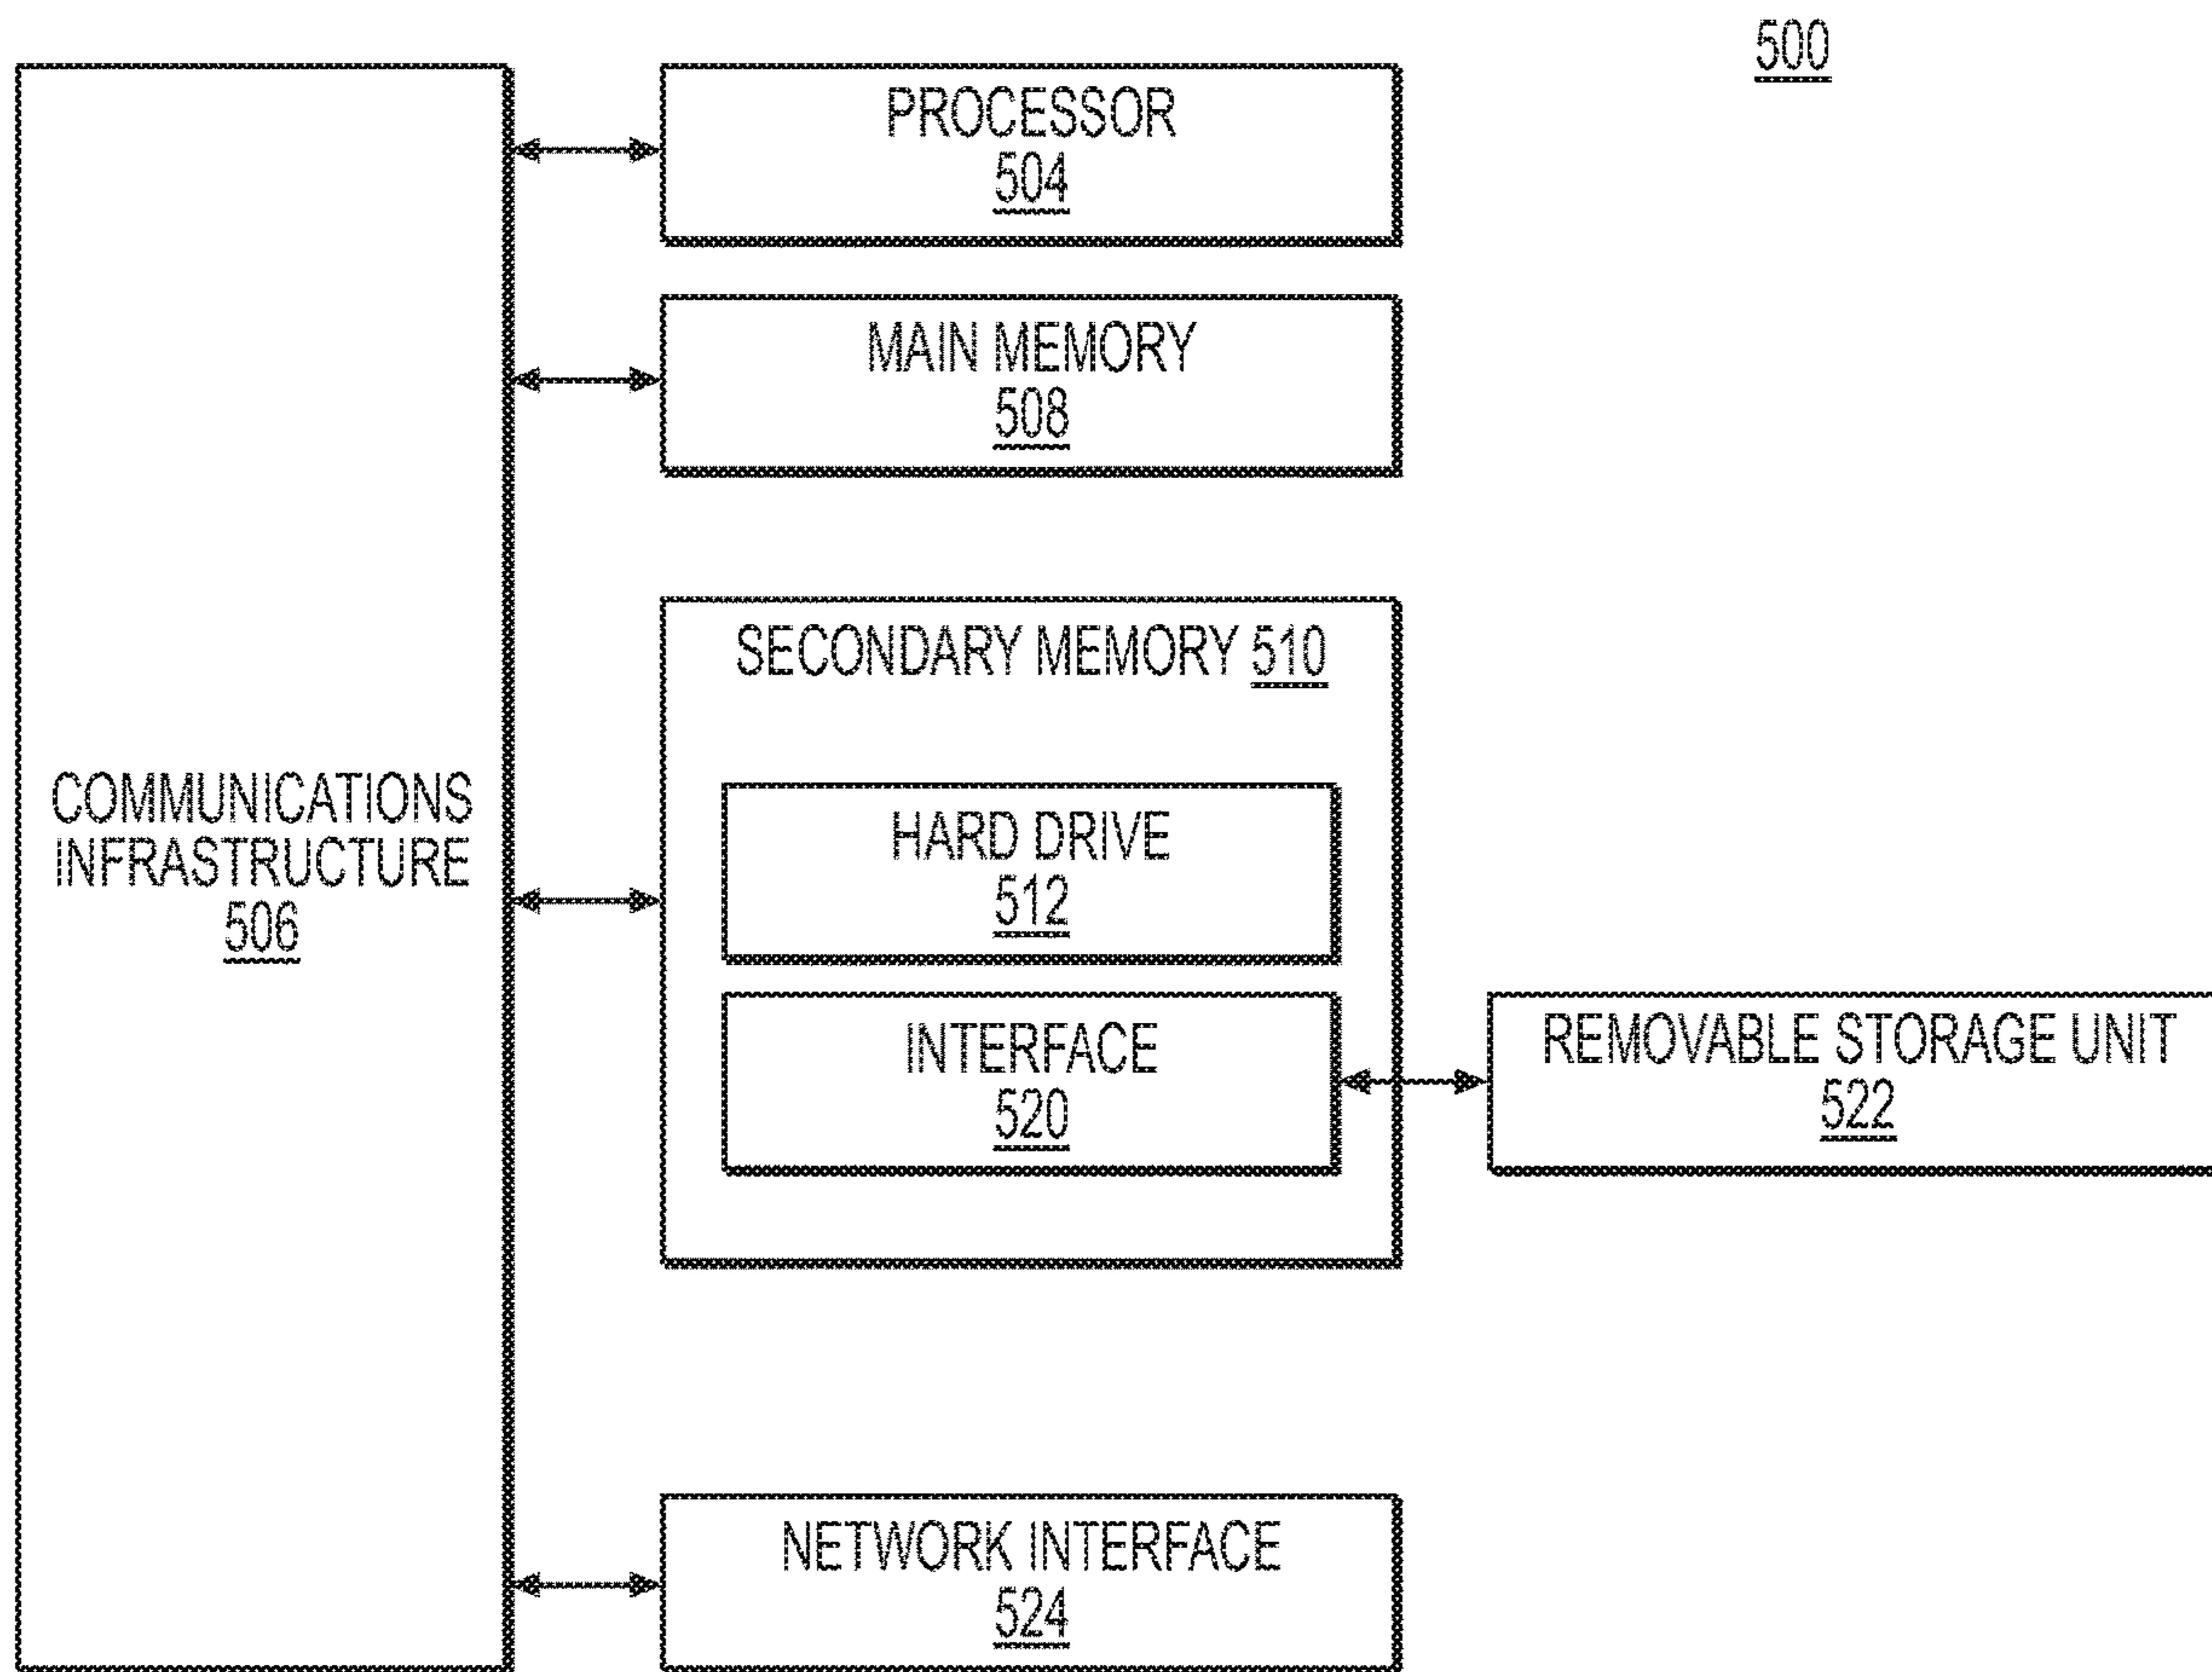 500
PROCESSOR
504
MAIN MEMORY
508
SECONDARY MEMORY 510
COMMUNICATIONS
INFRASTRUCTURE
506
HARD DRIVE
512
INTERFACE
520
REMOVABLE STORAGE UNIT
522
NETWORK INTERFACE
524